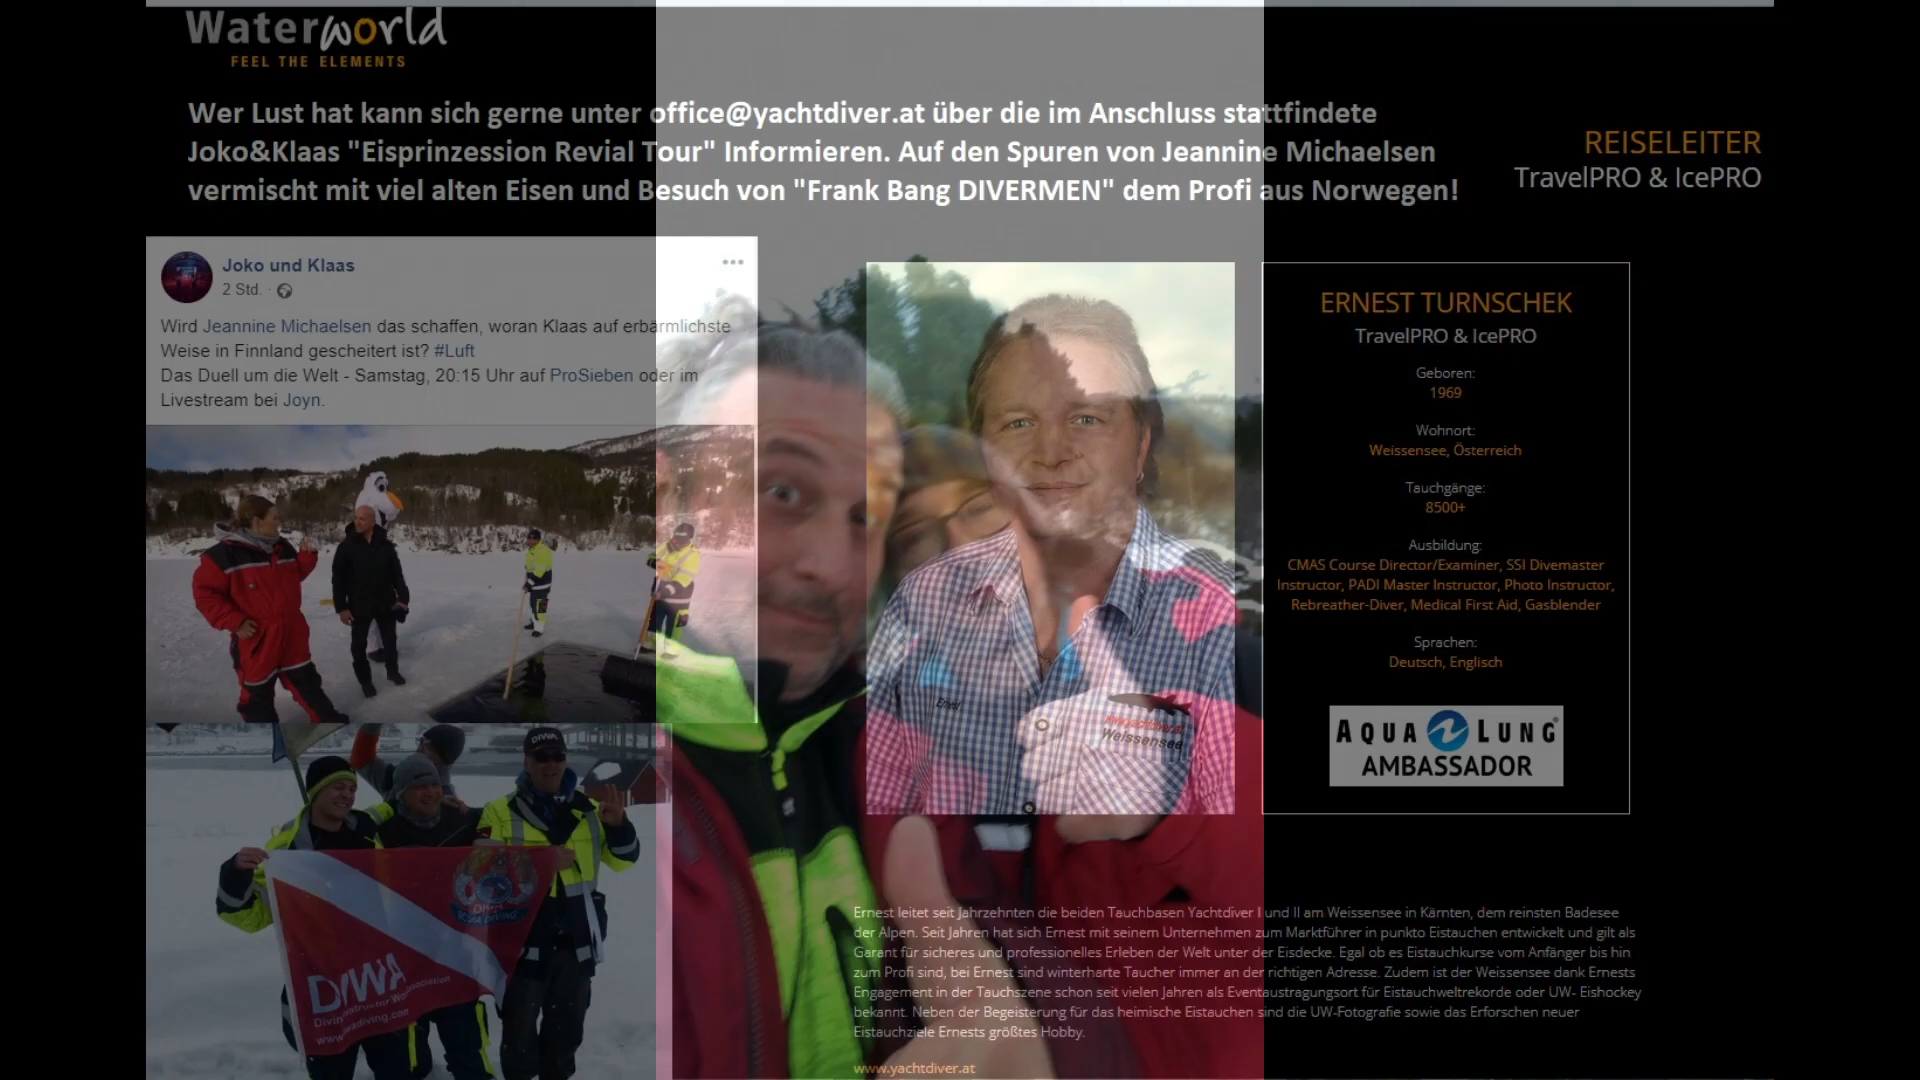 Waterworld
FEEL THE ELEMENTS
Wer Lust hat kann sich gerne unter office@yachtdiver.at über die im Anschluss stattfindete
Joko&Klaas "Eisprinzession Revial Tour" Informieren. Auf den Spuren von Jeannine Michaelsen
vermischt mit viel alten Eisen und Besuch von "Frank Bang DIVERMEN" dem Profi aus Norwegen!
REISELEITER
TravelPRO & IcePRO
Joko und Klaas
2 Std. ·
Wird Jeannine Michaelsen das schaffen, woran Klaas auf erbärmlichste
Weise in Finnland gescheitert ist? #Luft
Das Duell um die Welt - Samstag, 20:15 Uhr auf ProSieben oder im
Livestream bei Joyn.
ERNEST TURNSCHEK
TravelPRO & IcePRO
Geboren:
1969
Wohnort:
Weissensee, Österreich
Tauchgänge:
8500+
Ausbildung:
CMAS Course Director/Examiner, SSI Divemaster
Instructor, PADI Master Instructor, Photo Instructor,
Rebreather-Diver, Medical First Aid, Gasblender
Sprachen:
Deutsch, Englisch
AQUA LUNG
AMBASSADOR
Weissensee
DIWA
DIWA
www.diwadiving.com
Ernest leitet seit Jahrzehnten die beiden Tauchbasen Yachtdiver I und II am Weissensee in Kärnten, dem reinsten Badesee
der Alpen. Seit Jahren hat sich Ernest mit seinem Unternehmen zum Marktführer in punkto Eistauchen entwickelt und gilt als
Garant für sicheres und professionelles Erleben der Welt unter der Eisdecke. Egal ob es Eistauchkurse vom Anfänger bis hin
zum Profi sind, bei Ernest sind winterharte Taucher immer an der richtigen Adresse. Zudem ist der Weissensee dank Ernests
Engagement in der Tauchszene schon seit vielen Jahren als Eventaustragungsort für Eistauchweltrekorde oder UW- Eishockey
bekannt. Neben der Begeisterung für das heimische Eistauchen sind die UW-Fotografie sowie das Erforschen neuer
Eistauchziele Ernests größtes Hobby.
www.yachtdiver.at